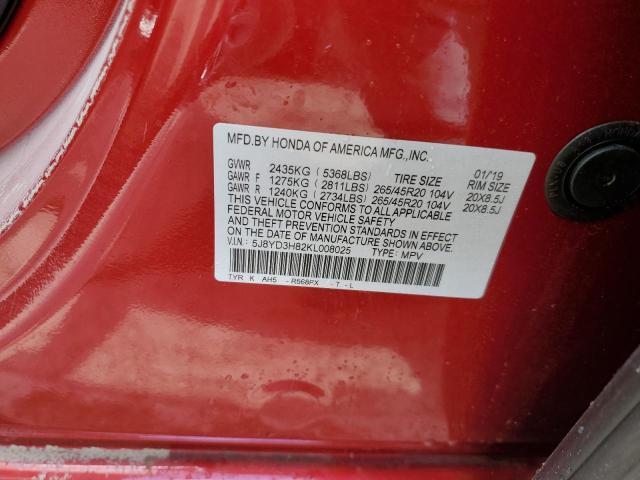 MFD.BY HONDA OF AMERICA MFG.,INC. 01/19
GVWR 2435KG ( 5368LBS) TIRE SIZE RIM SIZE
GAWR F 1275KG ( 2811LBS) 265/45R20 104V 20X8.5J
GAWR R 1240KG ( 2734LBS) 265/45R20 104V 20X8.5J
THIS VEHICLE CONFORMS TO ALL APPLICABLE
FEDERAL MOTOR VEHICLE SAFETY, BUMPER,
AND THEFT PREVENTION STANDARDS IN EFFECT
ON THE DATE OF MANUFACTURE SHOWN ABOVE.
V.I.N.: 5J8YD3H82KL008025 TYPE: MPV
TYR K AH5 - R568PX - 7 - L